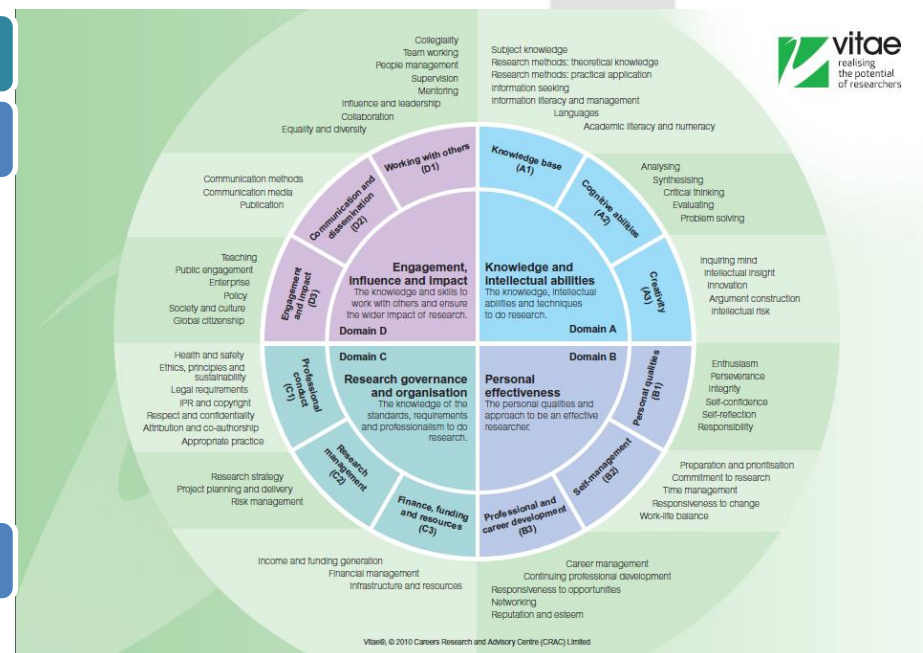 vitae
realising
the potential
of researchers
Collegiality
Team working
People management
Supervision
Mentoring
Influence and leadership
Collaboration
Equality and diversity
Subject knowledge
Research methods: theoretical knowledge
Research methods: practical application
Information seeking
Information literacy and management
Languages
Academic literacy and numeracy
Working with others
(D1)
Knowledge base
(A1)
Communication methods
Communication media
Publication
Communication and
dissemination
(D2)
Cognitive abilities
(A2)
Analysing
Synthesising
Critical thinking
Evaluating
Problem solving
Teaching
Public engagement
Enterprise
Policy
Society and culture
Global citizenship
Engagement
and impact
(D3)
Engagement,
influence and impact
The knowledge and skills to
work with others and ensure
the wider impact of research.
Domain D
Knowledge and
intellectual abilities
The knowledge, intellectual
abilities and techniques
to do research.
Domain A
Creativity
(A3)
Inquiring mind
Intellectual insight
Innovation
Argument construction
Intellectual risk
Health and safety
Ethics, principles and
sustainability
Legal requirements
IPR and copyright
Respect and confidentiality
Attribution and co-authorship
Appropriate practice
Professional
conduct
(C1)
Domain C
Research governance
and organisation
The knowledge of the
standards, requirements
and professionalism to do
research.
Domain B
Personal
effectiveness
The personal qualities and
approach to be an effective
researcher.
Personal qualities
(B1)
Enthusiasm
Perseverance
Integrity
Self-confidence
Self-reflection
Responsibility
Research strategy
Project planning and delivery
Risk management
Research
management
(C2)
Self-management
(B2)
Preparation and prioritisation
Commitment to research
Time management
Responsiveness to change
Work-life balance
Finance, funding
and resources
(C3)
Professional and
career development
(B3)
Income and funding generation
Financial management
Infrastructure and resources
Career management
Continuing professional development
Responsiveness to opportunities
Networking
Reputation and esteem
Vitae®, © 2010 Careers Research and Advisory Centre (CRAC) Limited